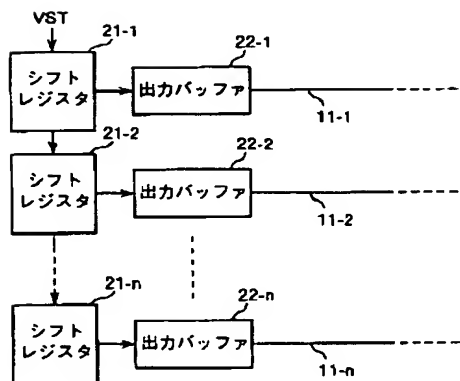 VST
21-1
シフト
レジスタ
22-1
出力バッファ
11-1
21-2
シフト
レジスタ
22-2
出力バッファ
11-2
21-n
シフト
レジスタ
22-n
出力バッファ
11-n